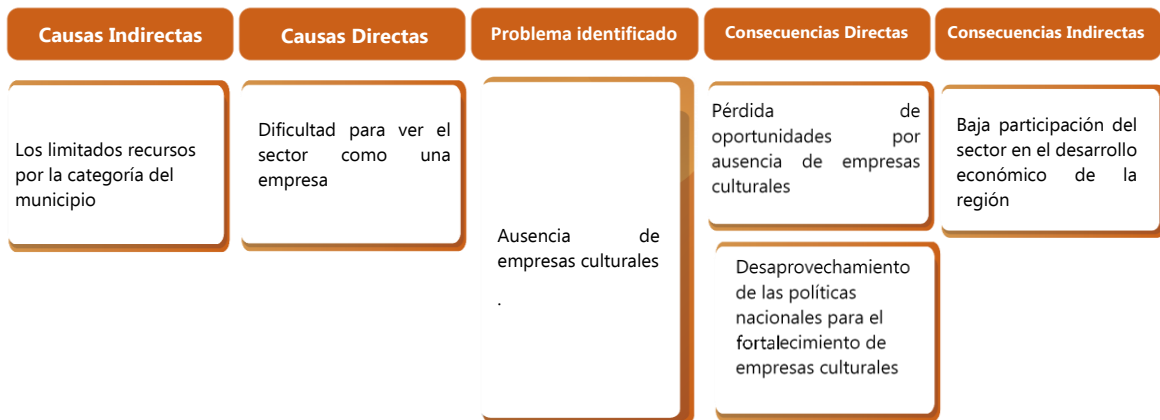 Causas Indirectas
Causas Directas
Problema identificado
Consecuencias Directas
Consecuencias Indirectas
Los limitados recursos
por la categoría del
municipio
Dificultad para ver el
sector como una
empresa
Ausencia de
empresas culturales
.
Pérdida de
oportunidades por
ausencia de empresas
culturales
Desaprovechamiento
de las políticas
nacionales para el
fortalecimiento de
empresas culturales
Baja participación del
sector en el desarrollo
económico de la
región